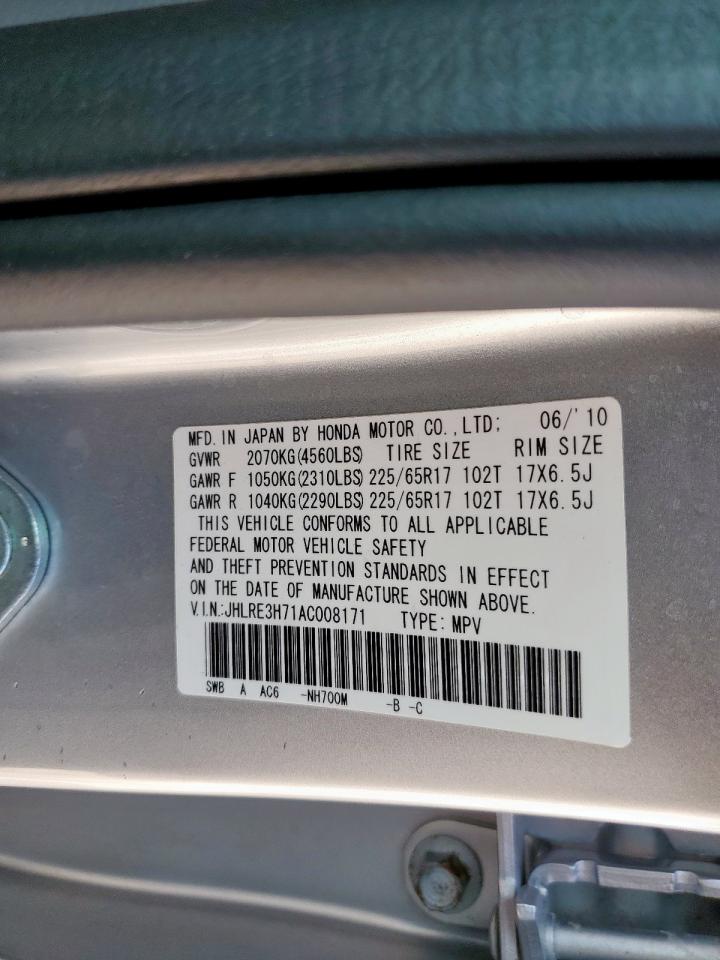 MFD. IN JAPAN BY HONDA MOTOR CO.,LTD; 06/'10
GVWR 2070KG(4560LBS) TIRE SIZE RIM SIZE
GAWR F 1050KG(2310LBS) 225/65R17 102T 17X6.5J
GAWR R 1040KG(2290LBS) 225/65R17 102T 17X6.5J
THIS VEHICLE CONFORMS TO ALL APPLICABLE
FEDERAL MOTOR VEHICLE SAFETY
AND THEFT PREVENTION STANDARDS IN EFFECT
ON THE DATE OF MANUFACTURE SHOWN ABOVE.
V.I.N.:JHLRE3H71AC008171 TYPE: MPV
SWB A AC6 -NH700M -B -C